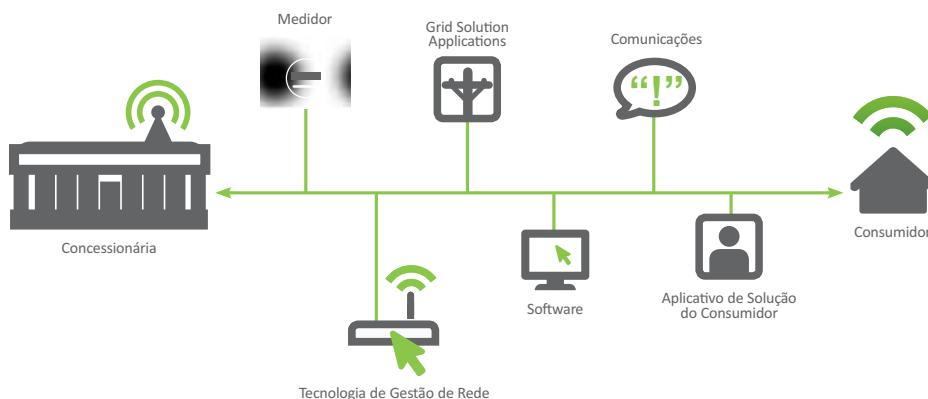 Medidor
Grid Solution
Applications
Comunicações
“!”
Concessionária
Consumidor
Software
Aplicativo de Solução
do Consumidor
Tecnologia de Gestão de Rede